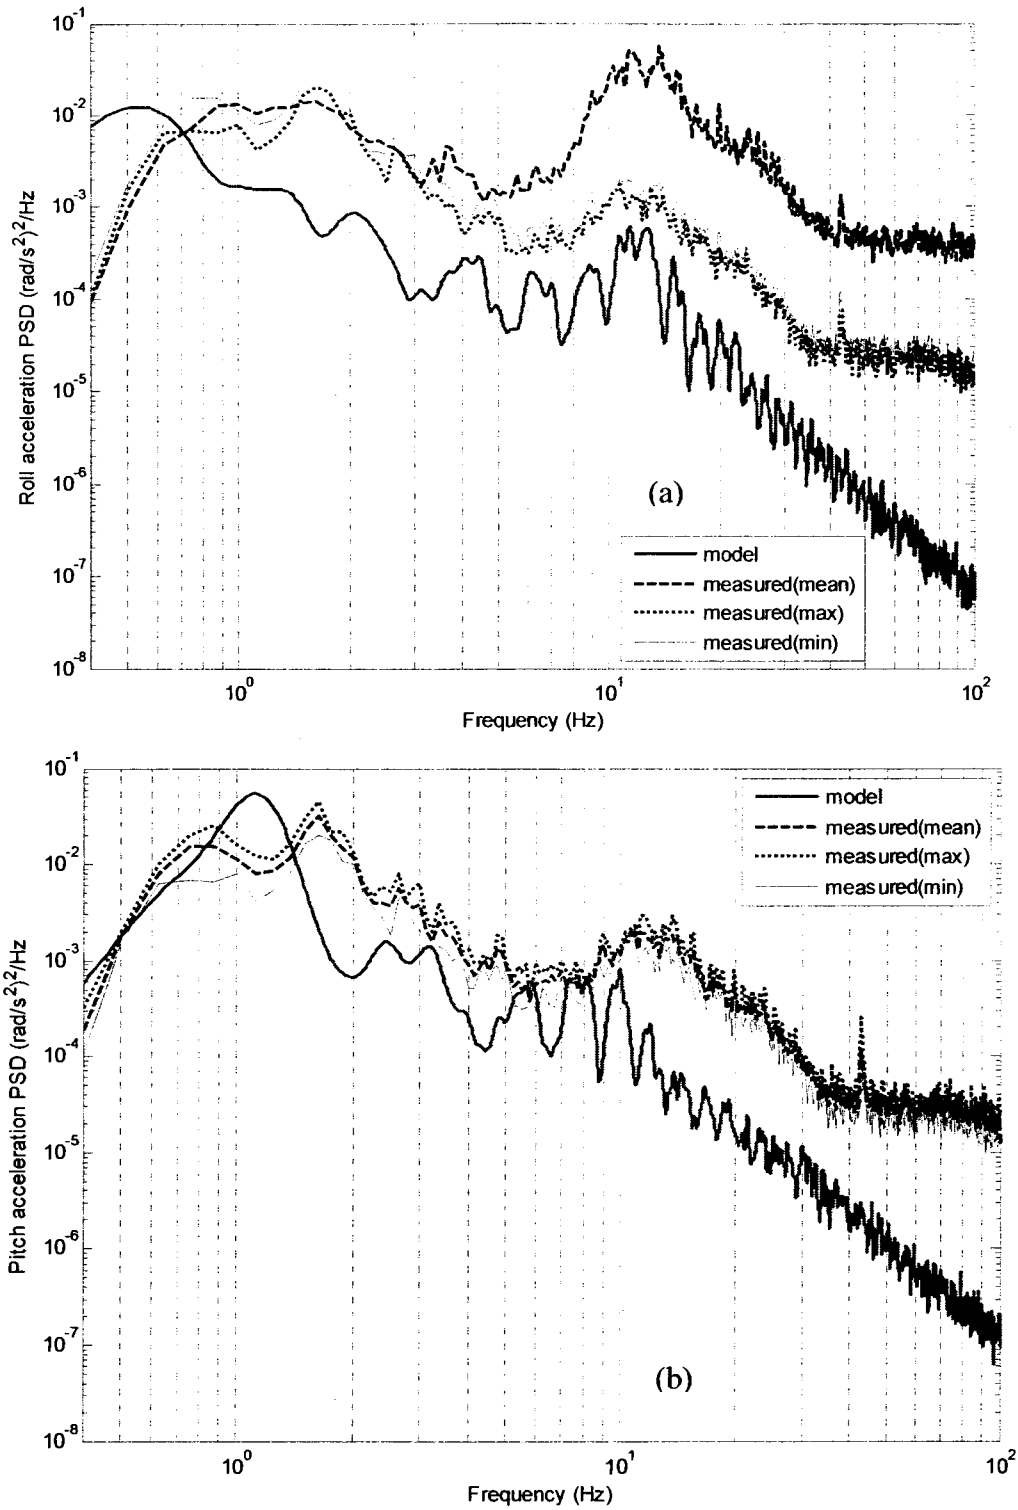 10^-1
10^-2
10^-3
10^-4
10^-5
10^-6
10^-7
10^-8
Roll acceleration PSD (rad/s^2)^2/Hz
(a)
model
measured(mean)
measured(max)
measured(min)
10^0
10^1
10^2
Frequency (Hz)
10^-1
10^-2
10^-3
10^-4
10^-5
10^-6
10^-7
10^-8
Pitch acceleration PSD (rad/s^2)^2/Hz
model
measured(mean)
measured(max)
measured(min)
(b)
10^0
10^1
10^2
Frequency (Hz)